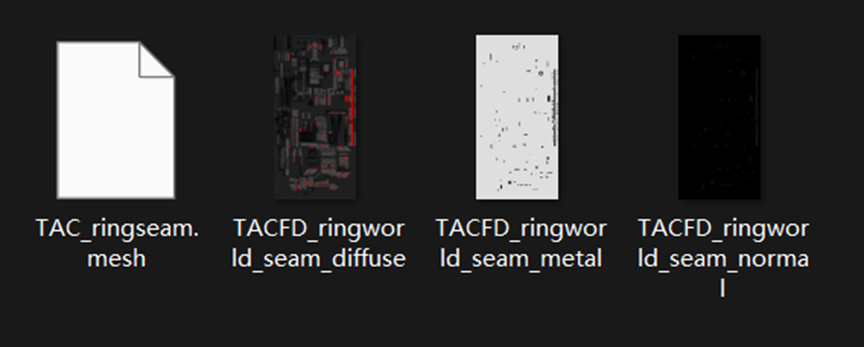 TAC_ringseam.
mesh
TACFD_ringwor
ld_seam_diffuse
TACFD_ringwor
ld_seam_metal
TACFD_ringwor
ld_seam_norma
l